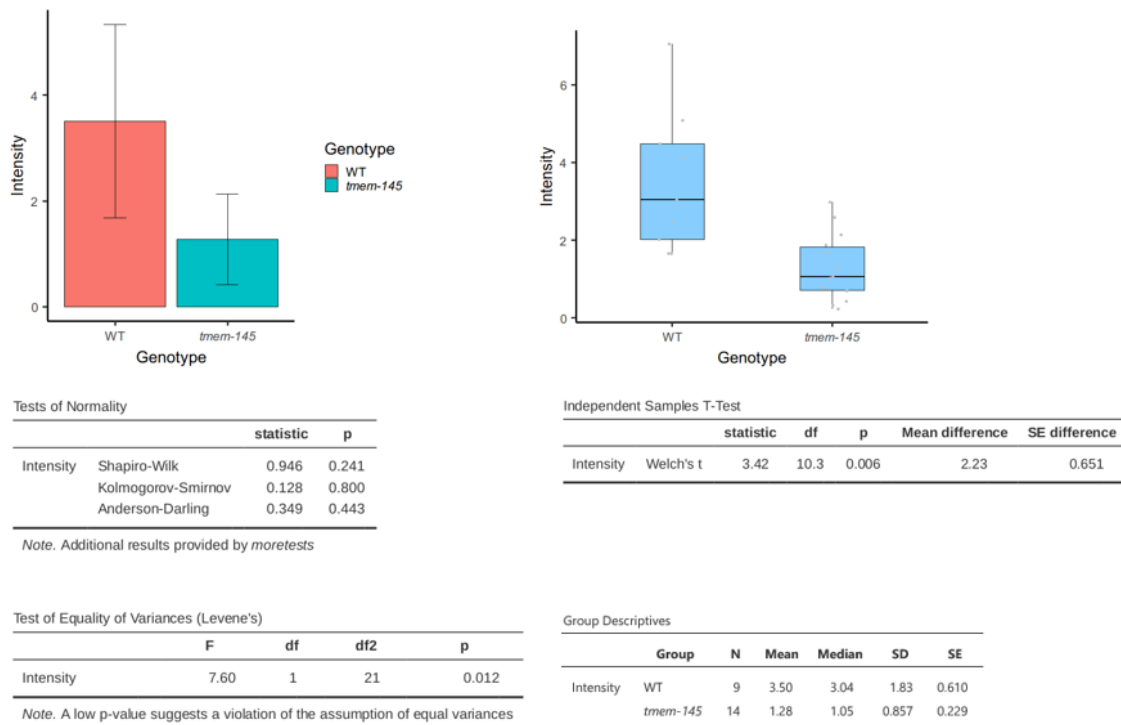 Intensity
4
2
0
WT
tmem-145
Genotype
Genotype
WT
tmem-145
Intensity
6
4
2
0
WT
tmem-145
Genotype
Tests of Normality
statistic p
Intensity Shapiro-Wilk 0.946 0.241
Kolmogorov-Smirnov 0.128 0.800
Anderson-Darling 0.349 0.443
Note. Additional results provided by moretests
Independent Samples T-Test
statistic df p Mean difference SE difference
Intensity Welch's t 3.42 10.3 0.006 2.23 0.651
Test of Equality of Variances (Levene's)
F df df2 p
Intensity 7.60 1 21 0.012
Note. A low p-value suggests a violation of the assumption of equal variances
Group Descriptives
Group N Mean Median SD SE
Intensity WT 9 3.50 3.04 1.83 0.610
tmem-145 14 1.28 1.05 0.857 0.229